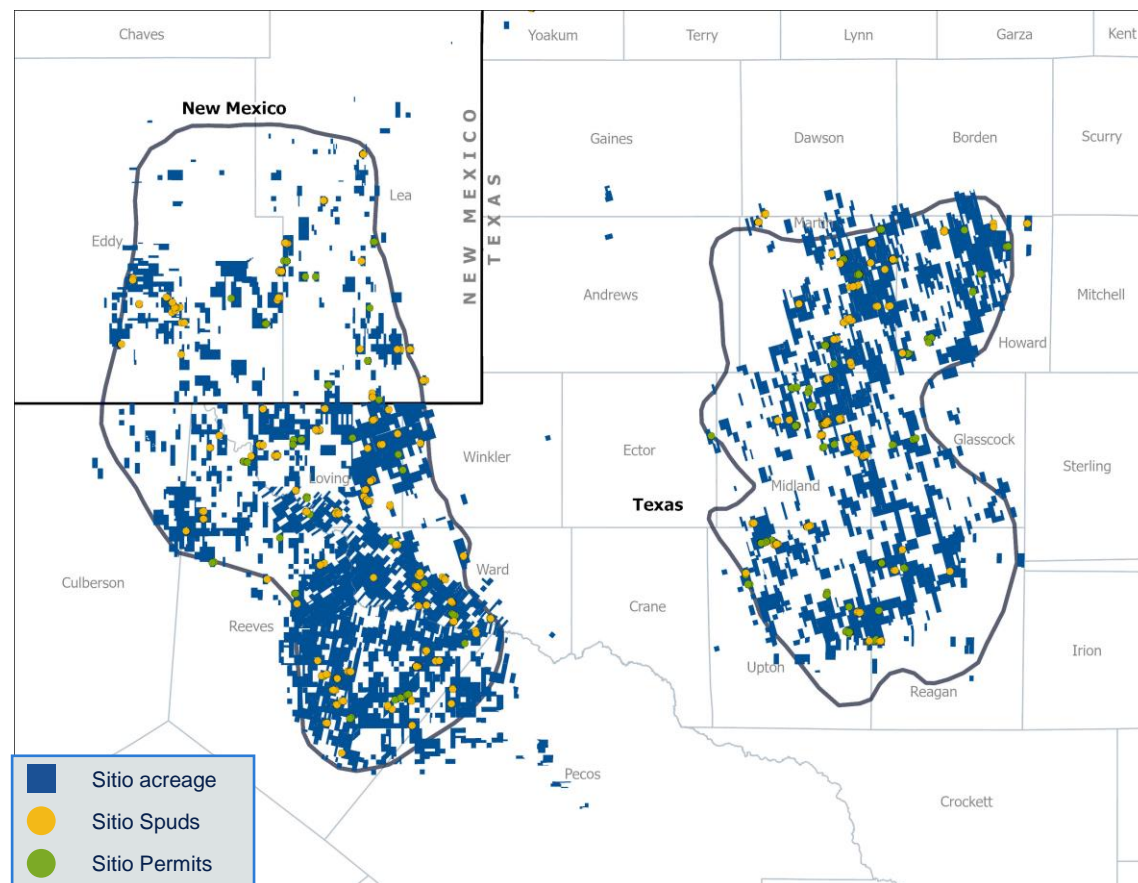 Chaves
Yoakum
Terry
Lynn
Garza
Kent
New Mexico
NEW MEXICO
TEXAS
Gaines
Dawson
Borden
Scurry
Lea
Eddy
Martin
Andrews
Mitchell
Howard
Winkler
Ector
Glasscock
Sterling
Loving
Midland
Texas
Culberson
Ward
Reeves
Crane
Upton
Reagan
Irion
Pecos
Crockett
Sitio acreage
Sitio Spuds
Sitio Permits